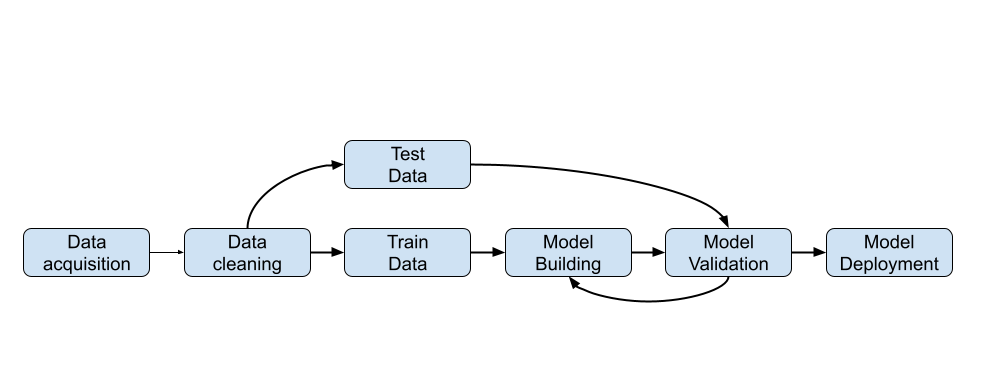 Test
Data
Data
acquisition
Data
cleaning
Train
Data
Model
Building
Model
Validation
Model
Deployment